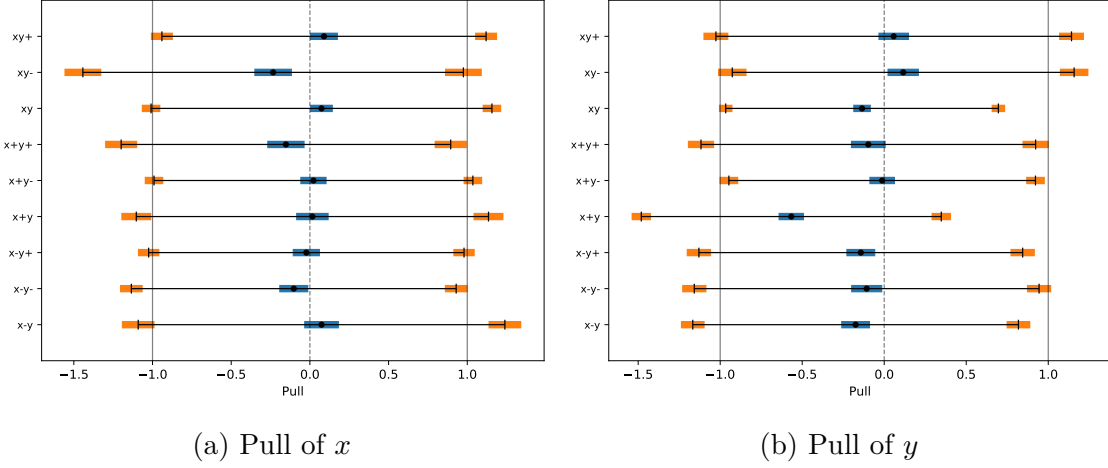 xy+
xy-
xy
x+y+
x+y-
x+y
x-y+
x-y-
x-y
−1.5 −1.0 −0.5 0.0 0.5 1.0
Pull
(a) Pull of x
xy+
xy-
xy
x+y+
x+y-
x+y
x-y+
x-y-
x-y
−1.5 −1.0 −0.5 0.0 0.5 1.0
Pull
(b) Pull of y